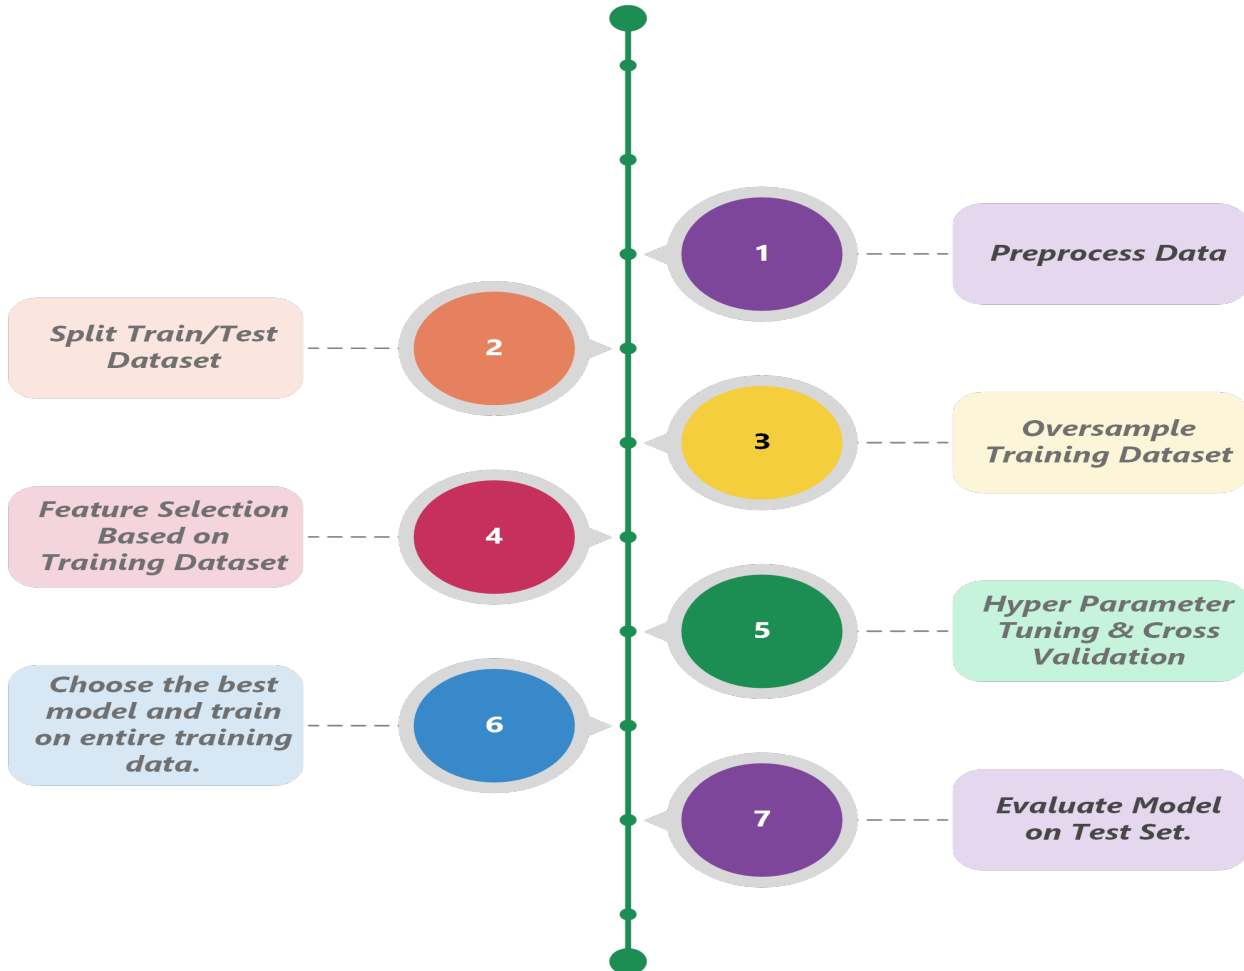 1
Preprocess Data
Split Train/Test
Dataset
2
3
Oversample
Training Dataset
Feature Selection
Based on
Training Dataset
4
5
Hyper Parameter
Tuning & Cross
Validation
Choose the best
model and train
on entire training
data.
6
7
Evaluate Model
on Test Set.